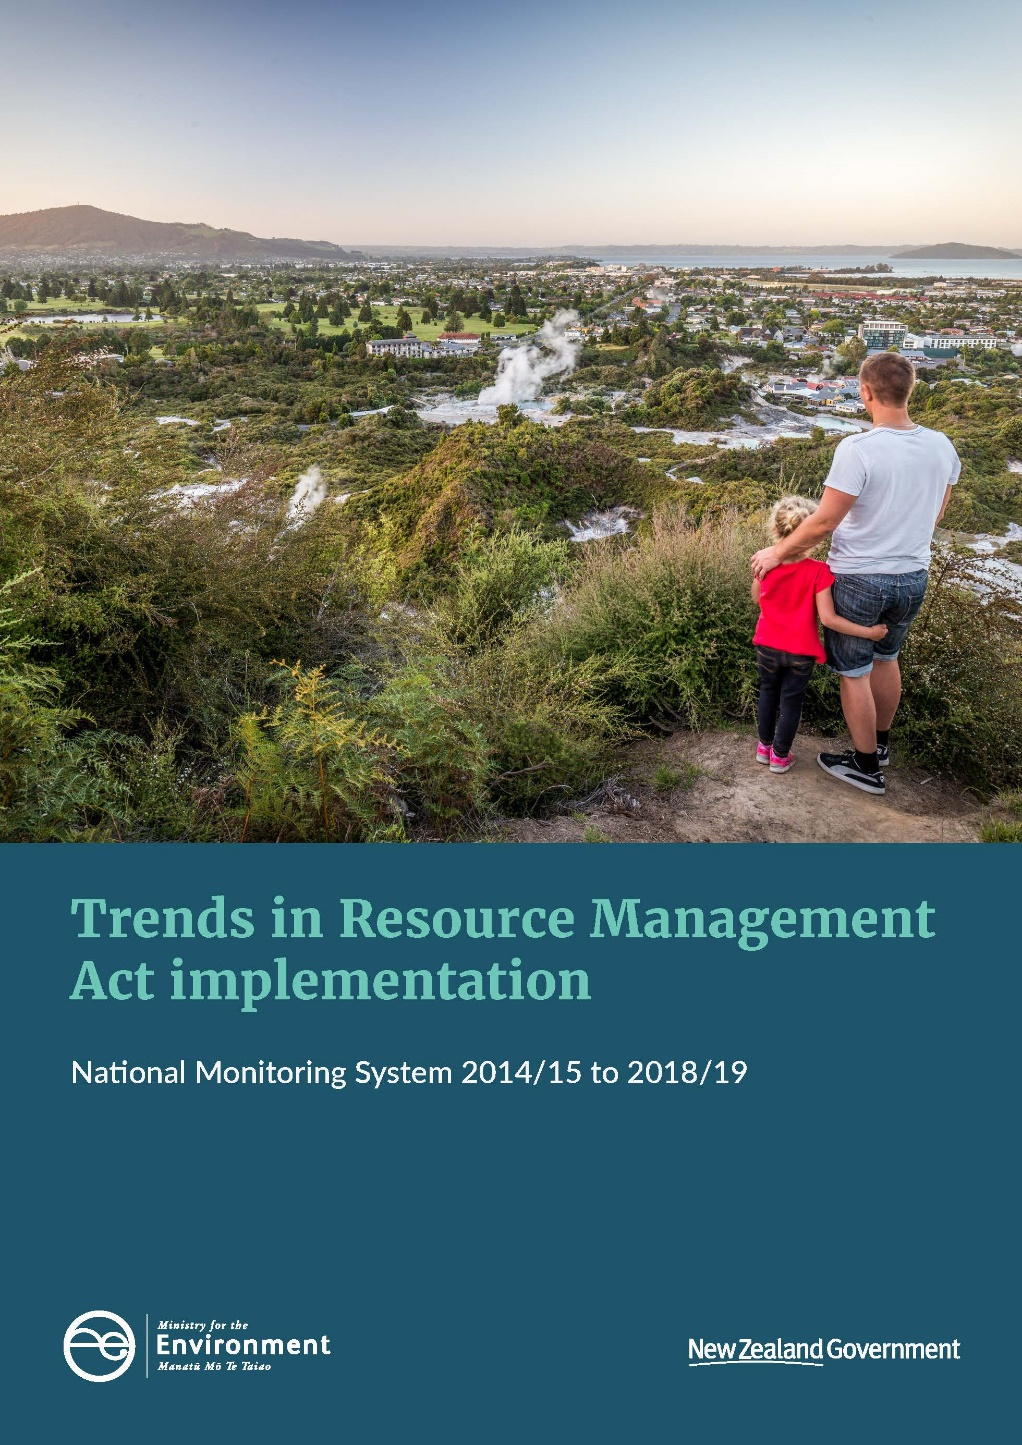 Trends in Resource Management
Act implementation
National Monitoring System 2014/15 to 2018/19
Ministry for the
Environment
Manatū Mō Te Taiao
New Zealand Government